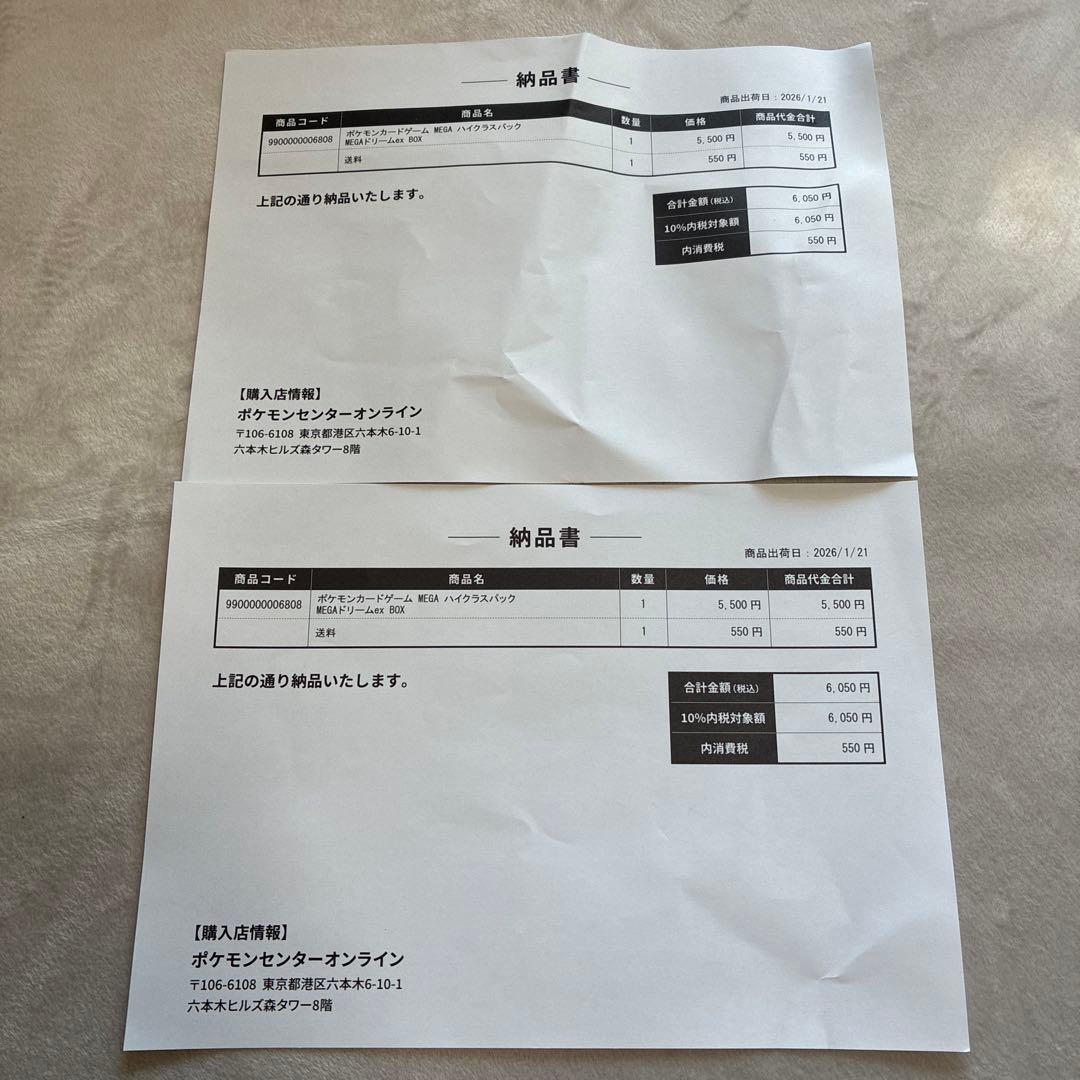 納品書
商品出荷日：2026/1/21
商品コード 商品名 数量 価格 商品代金合計
9900000006808 ポケモンカードゲーム MEGA ハイクラスパック 1 5,500 円 5,500 円
MEGAドリームex BOX
送料 1 550 円 550 円
上記の通り納品いたします。
合計金額(税込) 6,050 円
10%内税対象額 6,050 円
内消費税 550 円
【購入店情報】
ポケモンセンターオンライン
〒106-6108 東京都港区六本木6-10-1
六本木ヒルズ森タワー8階
納品書
商品出荷日：2026/1/21
商品コード 商品名 数量 価格 商品代金合計
9900000006808 ポケモンカードゲーム MEGA ハイクラスパック 1 5,500 円 5,500 円
MEGAドリームex BOX
送料 1 550 円 550 円
上記の通り納品いたします。
合計金額(税込) 6,050 円
10%内税対象額 6,050 円
内消費税 550 円
【購入店情報】
ポケモンセンターオンライン
〒106-6108 東京都港区六本木6-10-1
六本木ヒルズ森タワー8階